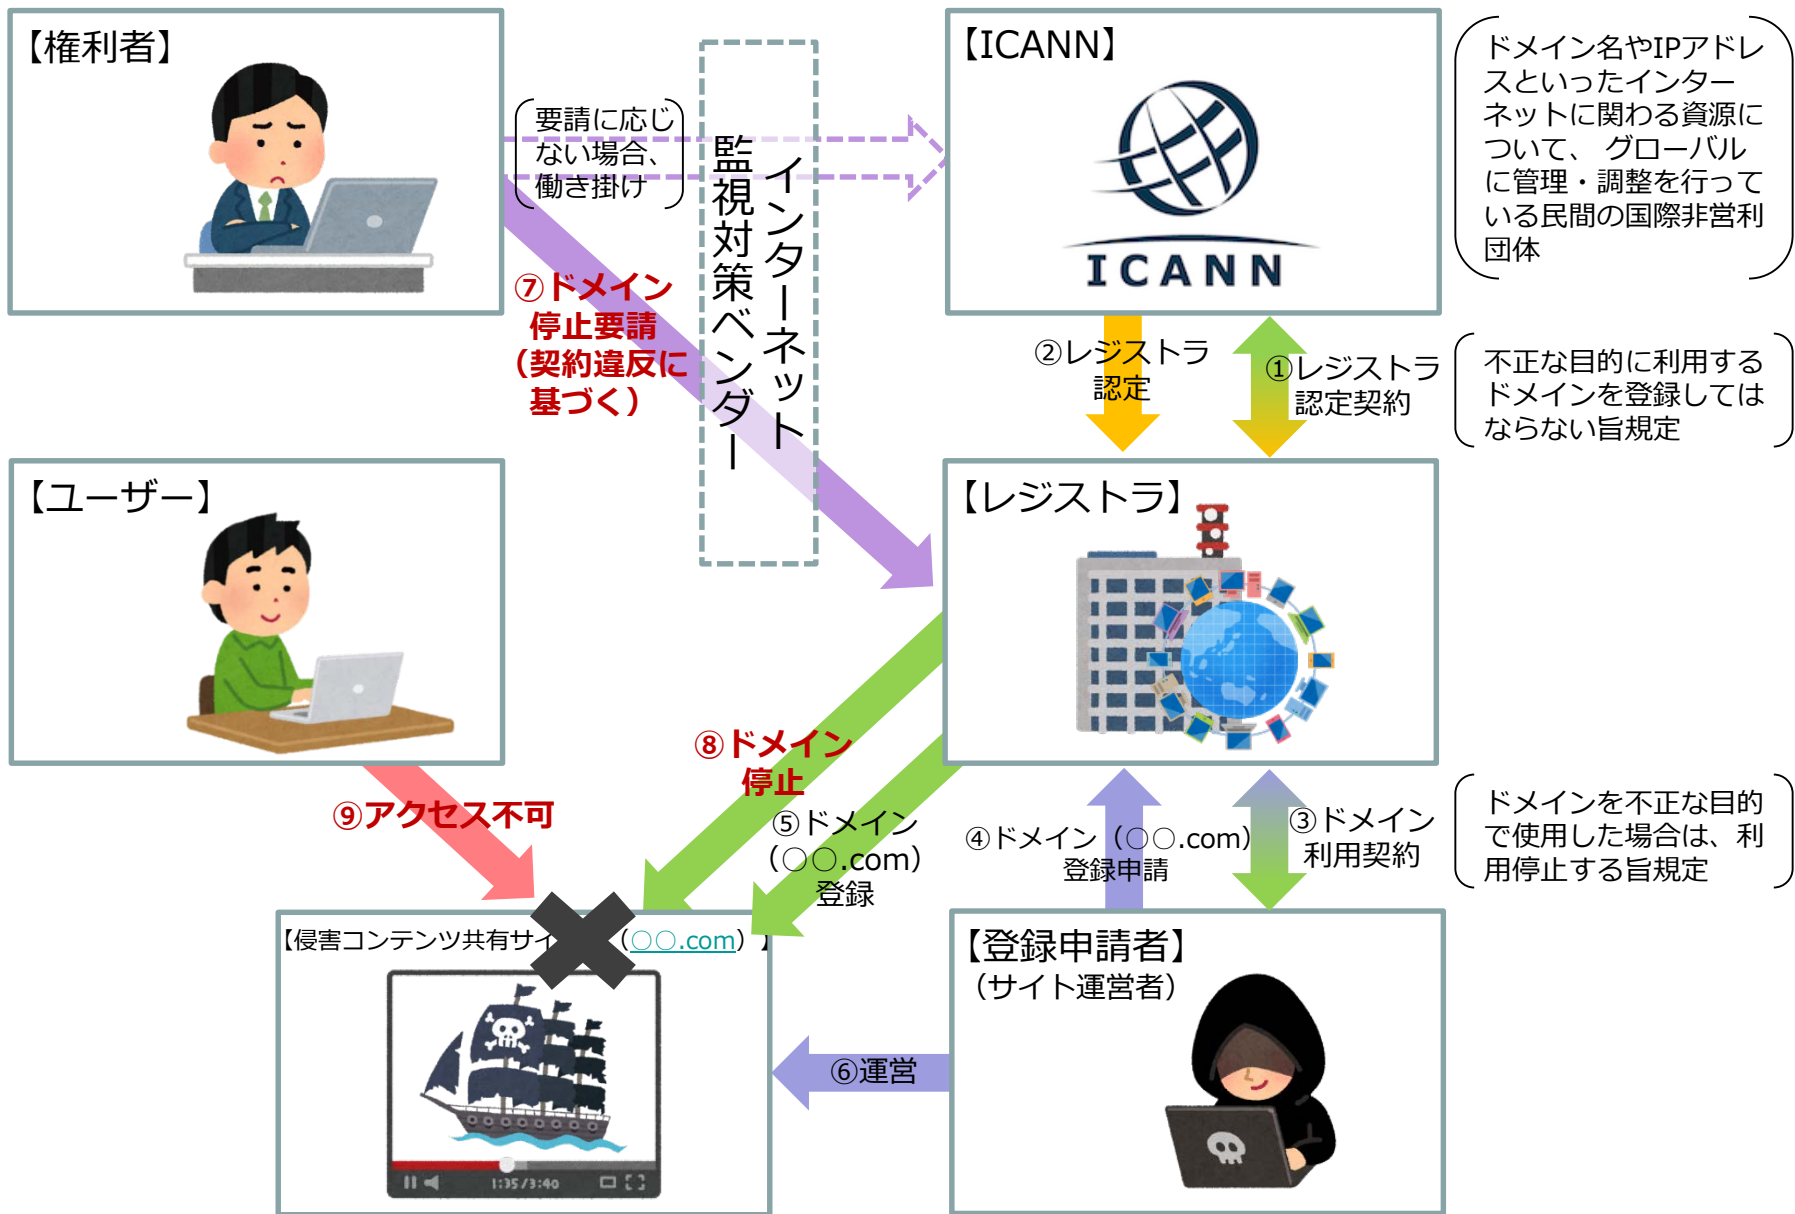 【権利者】
要請に応じ
ない場合、
働き掛け
インターネット
監視対策ベンダー
【ICANN】
ICANN
ドメイン名やIPアドレ
スといったインター
ネットに関わる資源に
ついて、 グローバル
に管理・調整を行って
いる民間の国際非営利
団体
⑦ドメイン
停止要請
（契約違反に
基づく）
②レジストラ
認定
①レジストラ
認定契約
不正な目的に利用する
ドメインを登録しては
ならない旨規定
【ユーザー】
【レジストラ】
⑧ドメイン
停止
⑨アクセス不可
⑤ドメイン
（○○.com）
登録
④ドメイン（○○.com）
登録申請
③ドメイン
利用契約
ドメインを不正な目的
で使用した場合は、利
用停止する旨規定
【侵害コンテンツ共有サイ（○○.com）】
1:35/3:40
⑥運営
【登録申請者】
（サイト運営者）